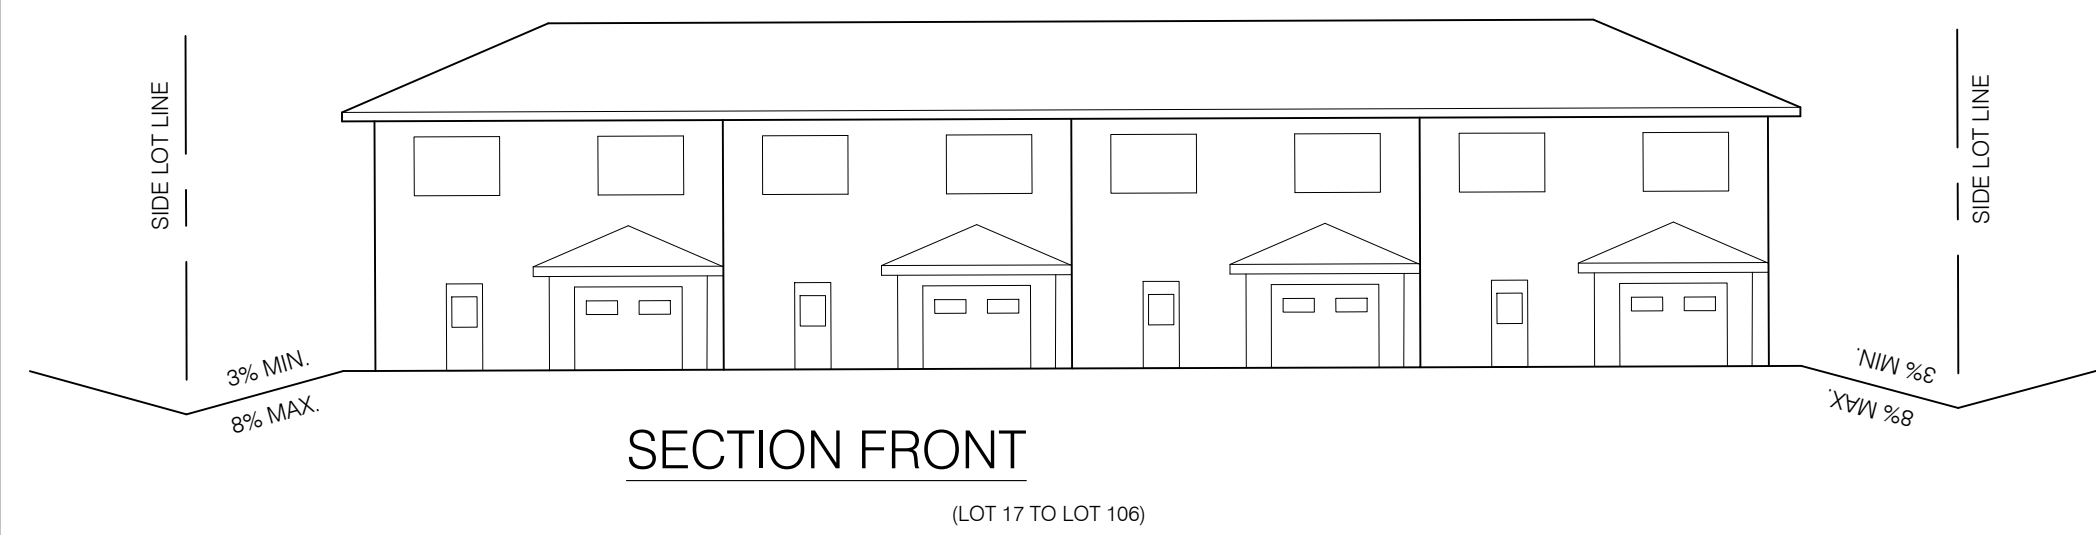 SIDE LOT LINE
SIDE LOT LINE
3% MIN.
8% MAX.
3% MIN.
8% MAX.
SECTION FRONT
(LOT 17 TO LOT 106)